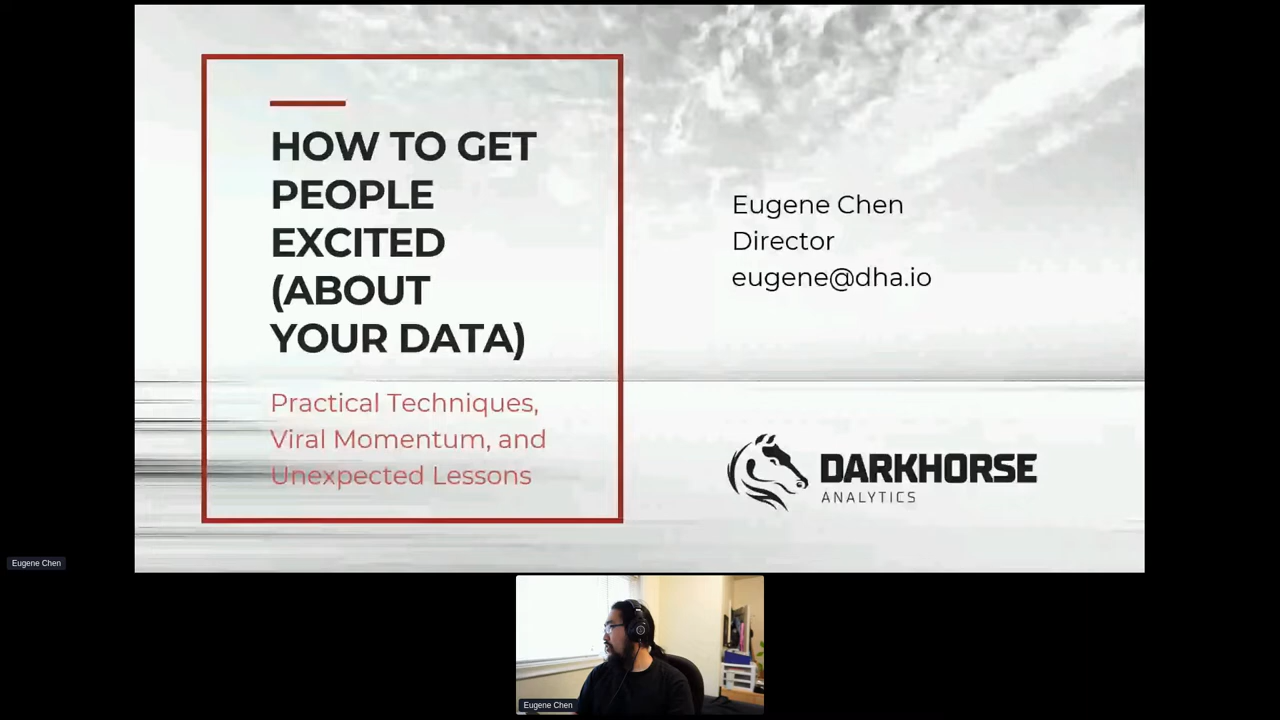 HOW TO GET
PEOPLE
EXCITED
(ABOUT
YOUR DATA)
Practical Techniques,
Viral Momentum, and
Unexpected Lessons
Eugene Chen
Director
eugene@dha.io
DARKHORSE
ANALYTICS
Eugene Chen
Eugene Chen